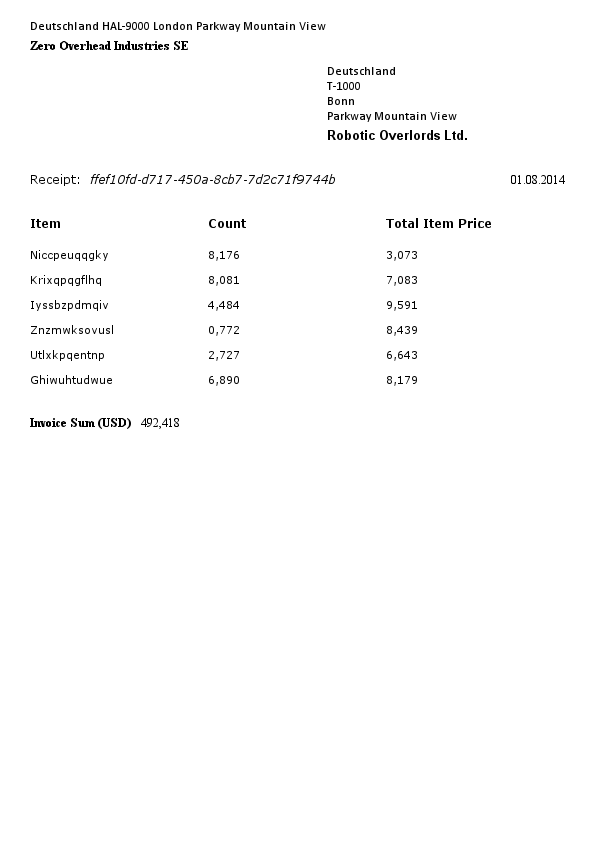 Deutschland HAL-9000 London Parkway Mountain View
Zero Overhead Industries SE
Deutschland
T-1000
Bonn
Parkway Mountain View
Robotic Overlords Ltd.
Receipt: ffef10fd-d717-450a-8cb7-7d2c71f9744b 01.08.2014
Item Count Total Item Price
Niccpeuqqgky 8,176 3,073
Krixqpqgflhq 8,081 7,083
Iyssbzpdmqiv 4,484 9,591
Znzmwksovusl 0,772 8,439
Utlxkpqentnp 2,727 6,643
Ghiwuhtudwue 6,890 8,179
Invoice Sum (USD) 492,418